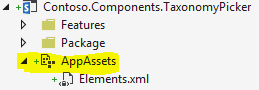 Contoso.Components.TaxonomyPicker
Features
Package
AppAssets
Elements.xml